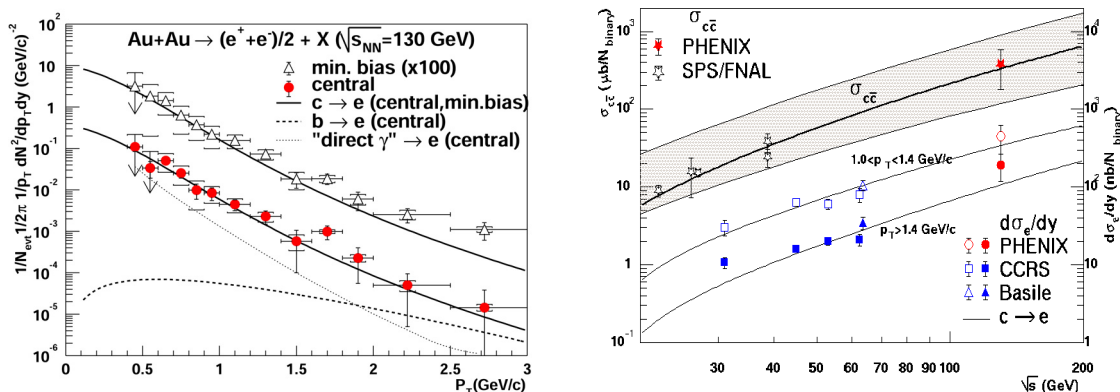 Au+Au → (e⁺+e⁻)/2 + X (√s_NN=130 GeV)
min. bias (x100)
central
c → e (central,min.bias)
b → e (central)
"direct γ" → e (central)
1/N_evt 1/2π 1/p_T dN²/dp_T dy (GeV/c)⁻²
10²
10
1
10⁻¹
10⁻²
10⁻³
10⁻⁴
10⁻⁵
10⁻⁶
0 0.5 1 1.5 2 2.5 3
P_T(GeV/c)
σ_cc̄
PHENIX
SPS/FNAL
σ_cc̄
1.0<p_T<1.4 GeV/c
p_T>1.4 GeV/c
dσ_e/dy
PHENIX
CCRS
Basile
c → e
σ_cc̄ (μb/N_binary)
10³
10²
10
1
10⁻¹
dσ_e/dy (nb/N_binary)
10⁴
10³
10²
10
1
30 40 50 60 70 80 90 100 200
√s (GeV)